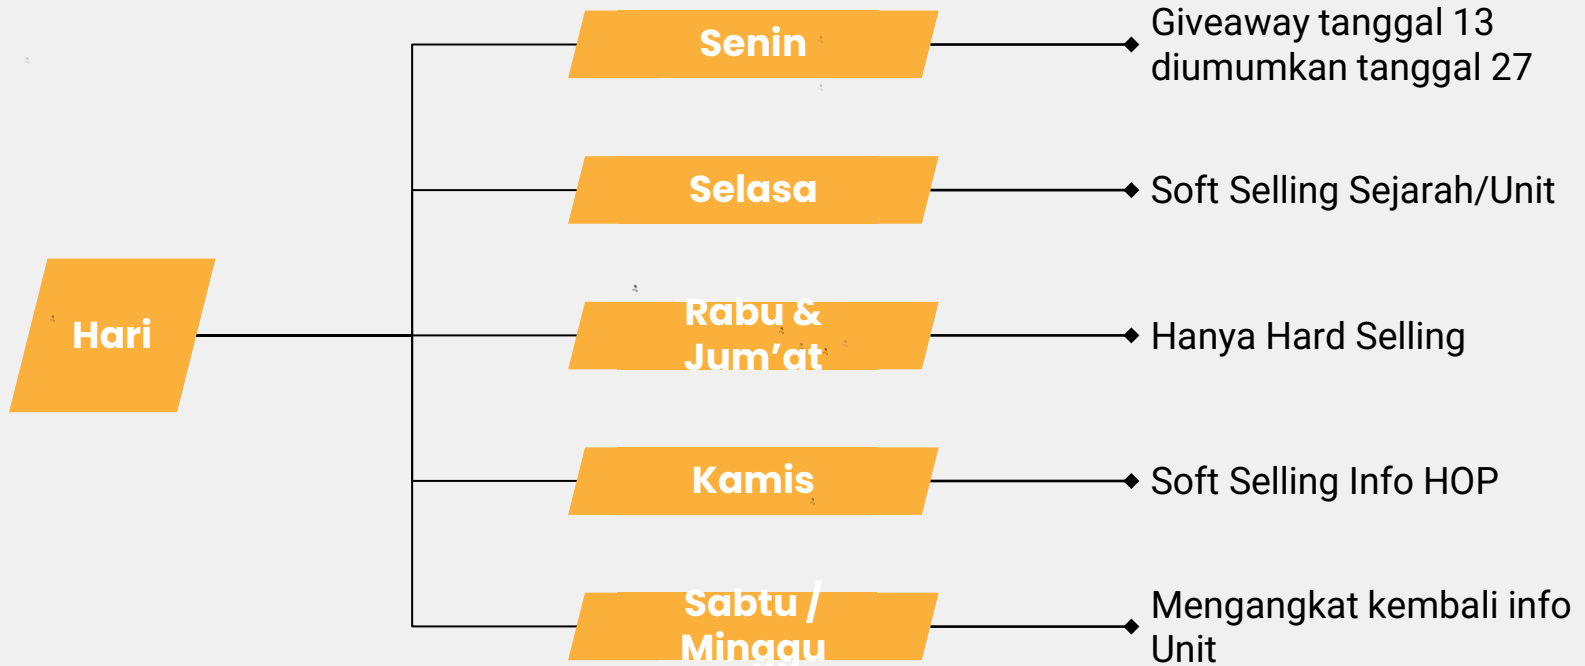 Hari
Senin
Giveaway tanggal 13
diumumkan tanggal 27
Selasa
Soft Selling Sejarah/Unit
Rabu &
Jum’at
Hanya Hard Selling
Kamis
Soft Selling Info HOP
Sabtu /
Minggu
Mengangkat kembali info
Unit